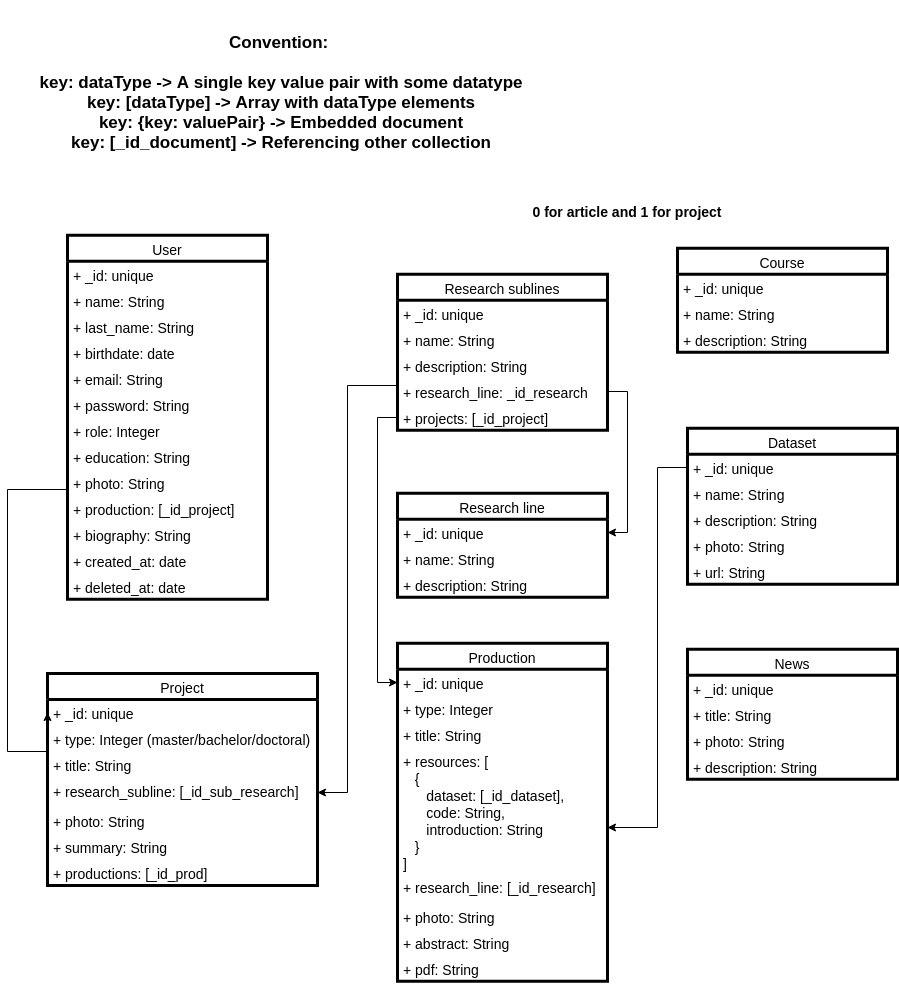 Convention:
key: dataType -> A single key value pair with some datatype
key: [dataType] -> Array with dataType elements
key: {key: valuePair} -> Embedded document
key: [_id_document] -> Referencing other collection
0 for article and 1 for project
User
+ _id: unique
+ name: String
+ last_name: String
+ birthdate: date
+ email: String
+ password: String
+ role: Integer
+ education: String
+ photo: String
+ production: [_id_project]
+ biography: String
+ created_at: date
+ deleted_at: date
Research sublines
+ _id: unique
+ name: String
+ description: String
+ research_line: _id_research
+ projects: [_id_project]
Course
+ _id: unique
+ name: String
+ description: String
Dataset
+ _id: unique
+ name: String
+ description: String
+ photo: String
+ url: String
Research line
+ _id: unique
+ name: String
+ description: String
Project
+ _id: unique
+ type: Integer (master/bachelor/doctoral)
+ title: String
+ research_subline: [_id_sub_research]
+ photo: String
+ summary: String
+ productions: [_id_prod]
Production
+ _id: unique
+ type: Integer
+ title: String
+ resources: [
{
dataset: [_id_dataset],
code: String,
introduction: String
}
]
+ research_line: [_id_research]
+ photo: String
+ abstract: String
+ pdf: String
News
+ _id: unique
+ title: String
+ photo: String
+ description: String